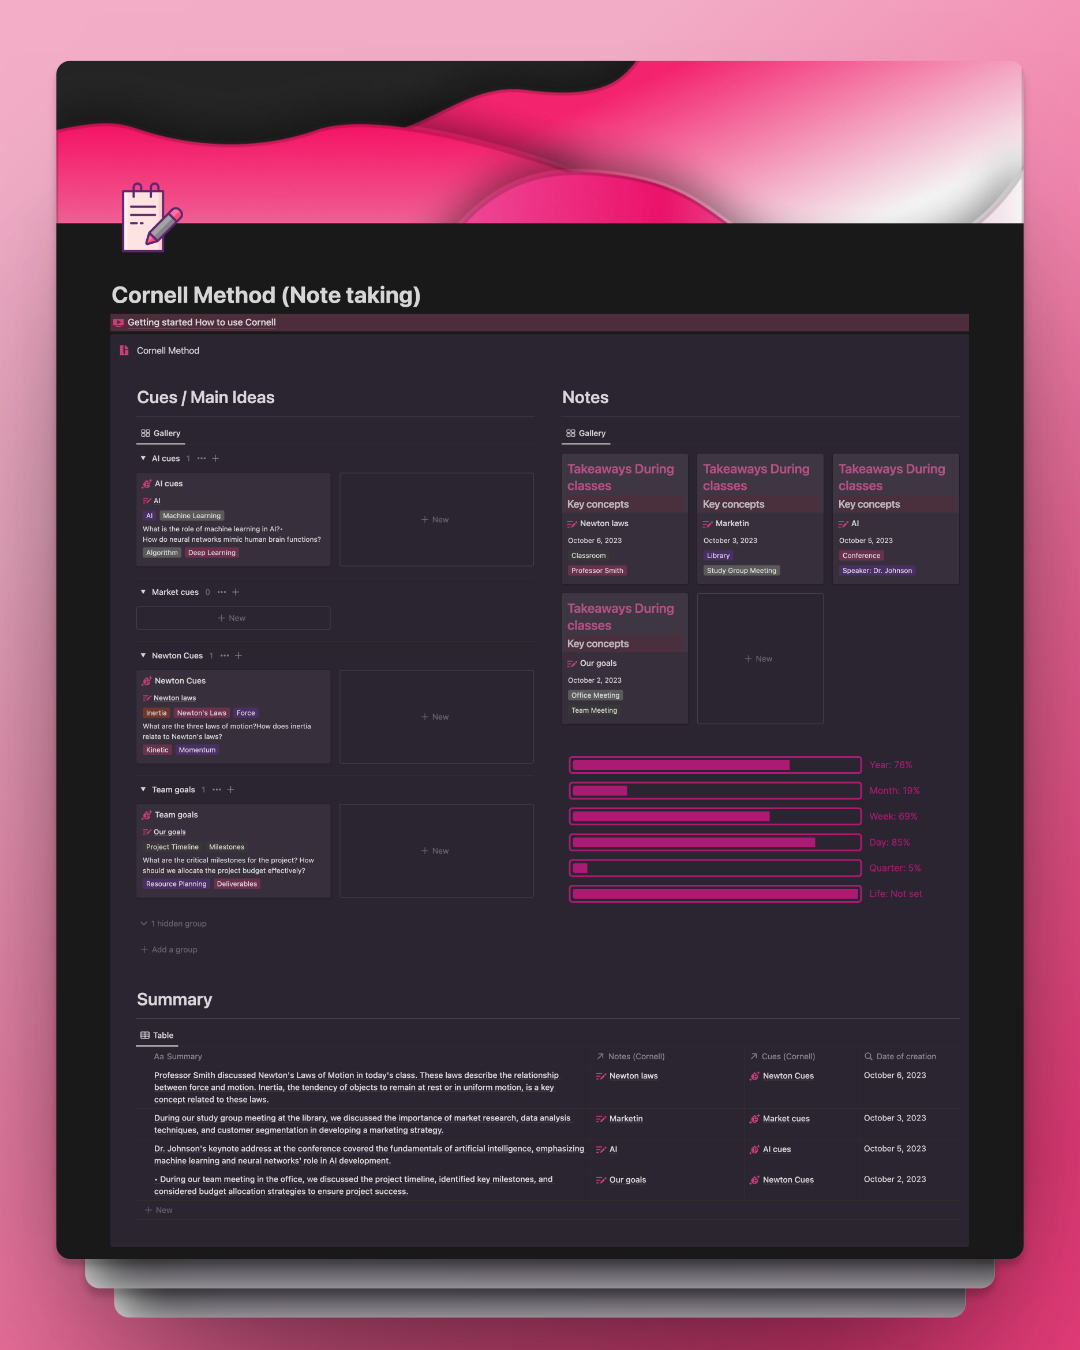 Cornell Method (Note taking)
Getting started How to use Cornell
Cornell Method
Cues / Main Ideas
Gallery
AI cues 1 ••• +
AI cues
AI
AI Machine Learning
What is the role of machine learning in AI?•
How do neural networks mimic human brain functions?
Algorithm Deep Learning
+ New
Market cues 0 ••• +
+ New
Newton Cues 1 ••• +
Newton Cues
Newton laws
Inertia Newton's Laws Force
What are the three laws of motion?How does inertia
relate to Newton's laws?
Kinetic Momentum
+ New
Team goals 1 ••• +
Team goals
Our goals
Project Timeline Milestones
What are the critical milestones for the project? How
should we allocate the project budget effectively?
Resource Planning Deliverables
+ New
1 hidden group
+ Add a group
Notes
Gallery
Takeaways During
classes
Key concepts
Newton laws
October 6, 2023
Classroom
Professor Smith
Takeaways During
classes
Key concepts
Marketin
October 3, 2023
Library
Study Group Meeting
Takeaways During
classes
Key concepts
AI
October 5, 2023
Conference
Speaker: Dr. Johnson
Takeaways During
classes
Key concepts
Our goals
October 2, 2023
Office Meeting
Team Meeting
+ New
Year: 76%
Month: 19%
Week: 69%
Day: 85%
Quarter: 5%
Life: Not set
Summary
Table
Aa Summary Notes (Cornell) Cues (Cornell) Date of creation
Professor Smith discussed Newton's Laws of Motion in today's class. These laws describe the relationship
between force and motion. Inertia, the tendency of objects to remain at rest or in uniform motion, is a key
concept related to these laws.
Newton laws
Newton Cues
October 6, 2023
During our study group meeting at the library, we discussed the importance of market research, data analysis
techniques, and customer segmentation in developing a marketing strategy.
Marketin
Market cues
October 3, 2023
Dr. Johnson's keynote address at the conference covered the fundamentals of artificial intelligence, emphasizing
machine learning and neural networks' role in AI development.
AI
AI cues
October 5, 2023
• During our team meeting in the office, we discussed the project timeline, identified key milestones, and
considered budget allocation strategies to ensure project success.
Our goals
Newton Cues
October 2, 2023
+ New